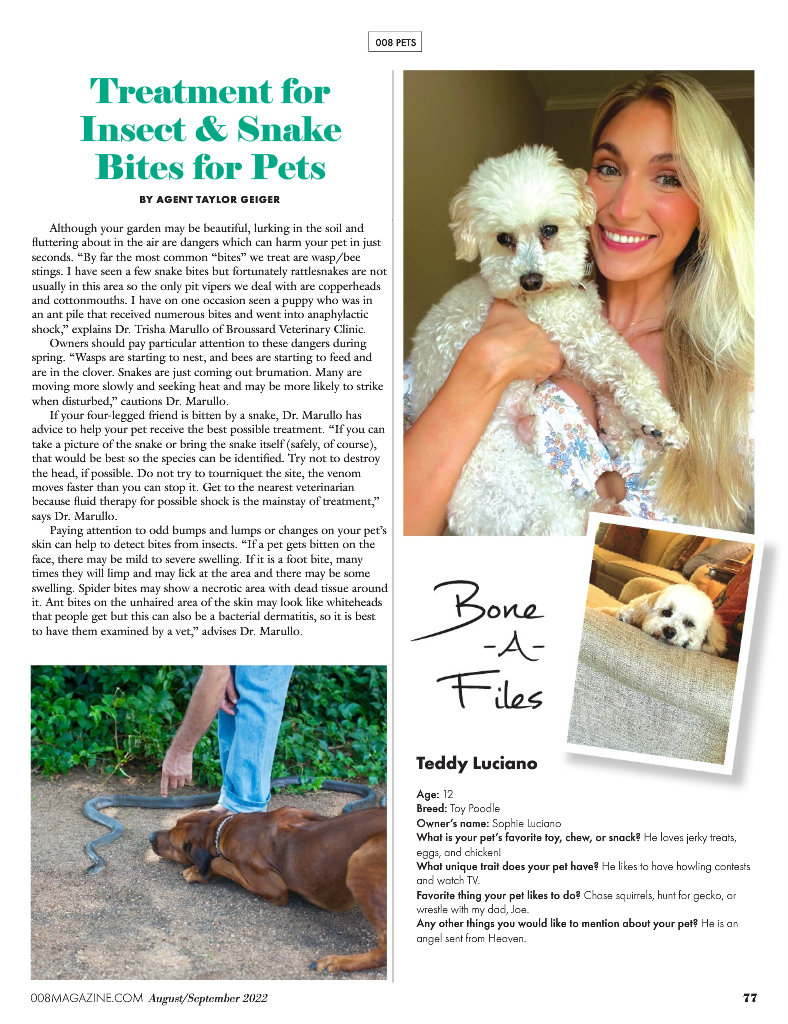 008 PETS
Treatment for
Insect & Snake
Bites for Pets
BY AGENT TAYLOR GEIGER
Although your garden may be beautiful, lurking in the soil and
fluttering about in the air are dangers which can harm your pet in just
seconds. “By far the most common “bites” we treat are wasp/bee
stings. I have seen a few snake bites but fortunately rattlesnakes are not
usually in this area so the only pit vipers we deal with are copperheads
and cottonmouths. I have on one occasion seen a puppy who was in
an ant pile that received numerous bites and went into anaphylactic
shock,” explains Dr. Trisha Marullo of Broussard Veterinary Clinic.
Owners should pay particular attention to these dangers during
spring. “Wasps are starting to nest, and bees are starting to feed and
are in the clover. Snakes are just coming out brumation. Many are
moving more slowly and seeking heat and may be more likely to strike
when disturbed,” cautions Dr. Marullo.
If your four-legged friend is bitten by a snake, Dr. Marullo has
advice to help your pet receive the best possible treatment. “If you can
take a picture of the snake or bring the snake itself (safely, of course),
that would be best so the species can be identified. Try not to destroy
the head, if possible. Do not try to tourniquet the site, the venom
moves faster than you can stop it. Get to the nearest veterinarian
because fluid therapy for possible shock is the mainstay of treatment,”
says Dr. Marullo.
Paying attention to odd bumps and lumps or changes on your pet’s
skin can help to detect bites from insects. “If a pet gets bitten on the
face, there may be mild to severe swelling. If it is a foot bite, many
times they will limp and may lick at the area and there may be some
swelling. Spider bites may show a necrotic area with dead tissue around
it. Ant bites on the unhaired area of the skin may look like whiteheads
that people get but this can also be a bacterial dermatitis, so it is best
to have them examined by a vet,” advises Dr. Marullo.
Bone
-A-
Files
Teddy Luciano
Age: 12
Breed: Toy Poodle
Owner’s name: Sophie Luciano
What is your pet’s favorite toy, chew, or snack? He loves jerky treats,
eggs, and chicken!
What unique trait does your pet have? He likes to have howling contests
and watch TV.
Favorite thing your pet likes to do? Chase squirrels, hunt for gecko, or
wrestle with my dad, Joe.
Any other things you would like to mention about your pet? He is an
angel sent from Heaven.
008MAGAZINE.COM August/September 2022
77